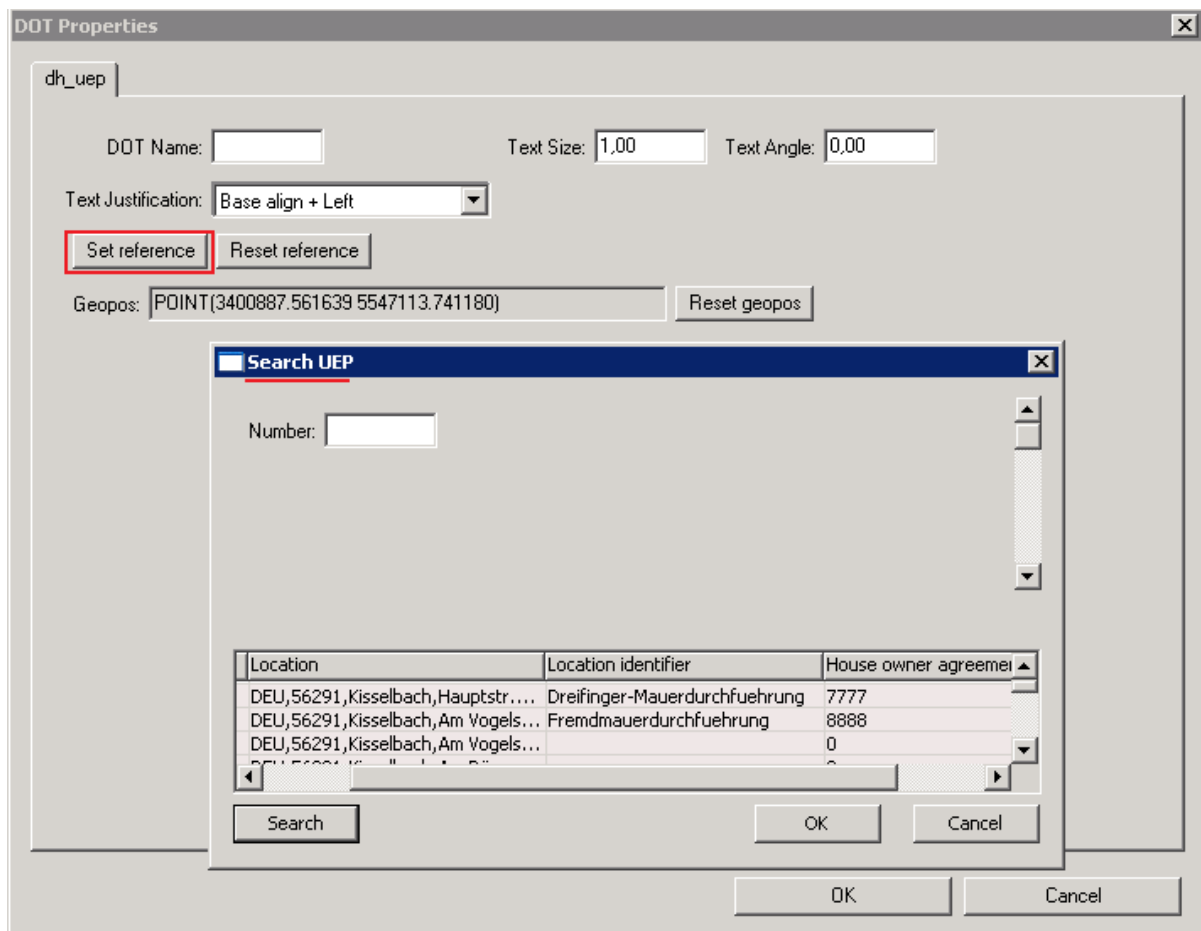 DOT Properties
dh_uep
DOT Name: Text Size: 1,00 Text Angle: 0,00
Text Justification: Base align + Left
Set reference Reset reference
Geopos: POINT(3400887.561639 5547113.741180) Reset geopos
Search UEP
Number:
Location Location identifier House owner agreemei
DEU,56291,Kisselbach,Hauptstr.... Dreifinger-Mauerdurchfuehrung 7777
DEU,56291,Kisselbach,Am Vogels... Fremdmauerdurchfuehrung 8888
DEU,56291,Kisselbach,Am Vogels... 0
Search OK Cancel
OK Cancel